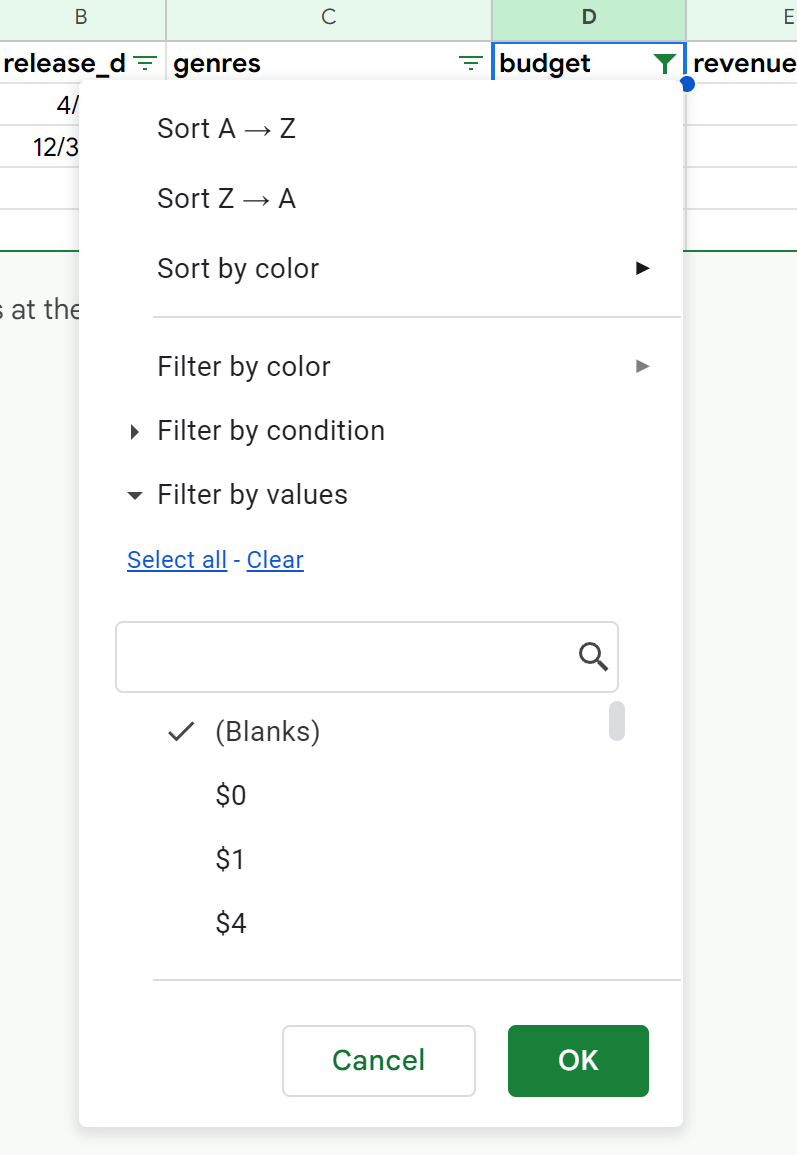 B C D E
release_d genres budget revenue
4/
12/3
s at the
Sort A → Z
Sort Z → A
Sort by color
Filter by color
Filter by condition
Filter by values
Select all - Clear
(Blanks)
$0
$1
$4
Cancel OK